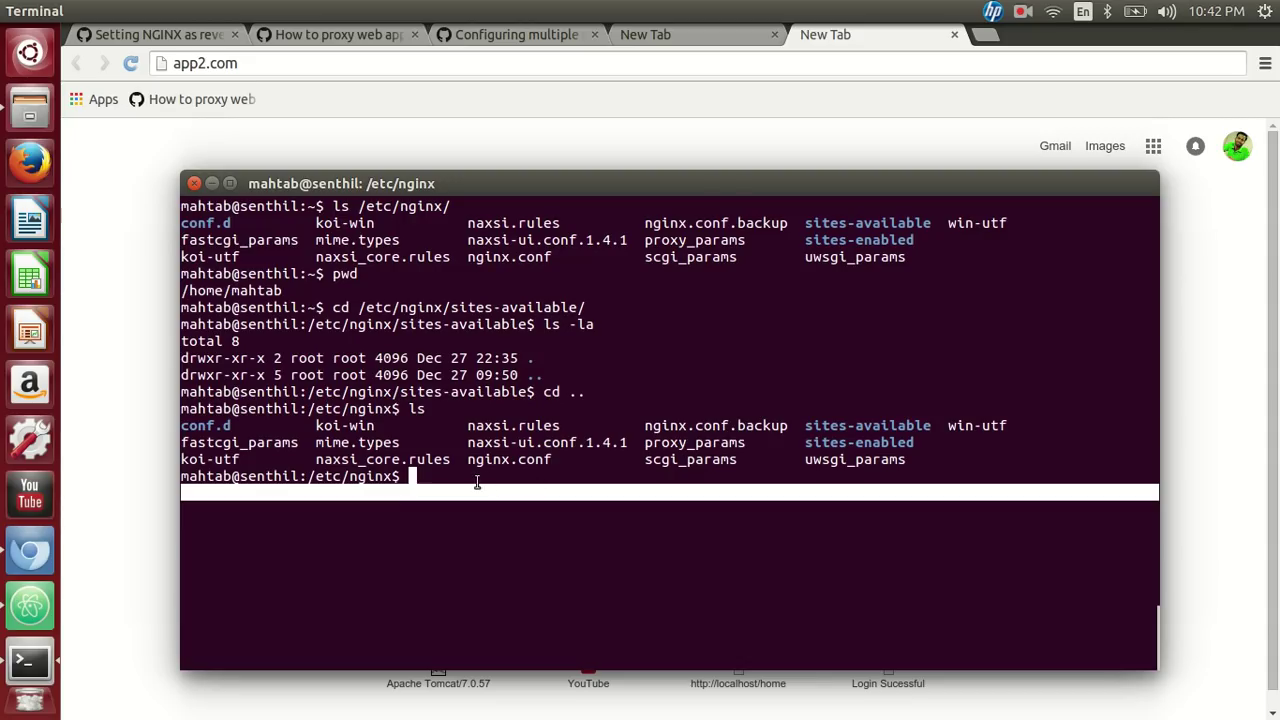 Terminal
En
10:42 PM
Setting NGINX as reve
How to proxy web app
Configuring multiple
New Tab
New Tab
app2.com
Apps
How to proxy web
Gmail
Images
mahtab@senthil: /etc/nginx
mahtab@senthil:~$ ls /etc/nginx/
conf.d koi-win naxsi.rules nginx.conf.backup sites-available win-utf
fastcgi_params mime.types naxsi-ui.conf.1.4.1 proxy_params sites-enabled
koi-utf naxsi_core.rules nginx.conf scgi_params uwsgi_params
mahtab@senthil:~$ pwd
/home/mahtab
mahtab@senthil:~$ cd /etc/nginx/sites-available/
mahtab@senthil:/etc/nginx/sites-available$ ls -la
total 8
drwxr-xr-x 2 root root 4096 Dec 27 22:35 .
drwxr-xr-x 5 root root 4096 Dec 27 09:50 ..
mahtab@senthil:/etc/nginx/sites-available$ cd ..
mahtab@senthil:/etc/nginx$ ls
conf.d koi-win naxsi.rules nginx.conf.backup sites-available win-utf
fastcgi_params mime.types naxsi-ui.conf.1.4.1 proxy_params sites-enabled
koi-utf naxsi_core.rules nginx.conf scgi_params uwsgi_params
mahtab@senthil:/etc/nginx$
You
Tube
Apache Tomcat/7.0.57
YouTube
http://localhost/home
Login Sucessful